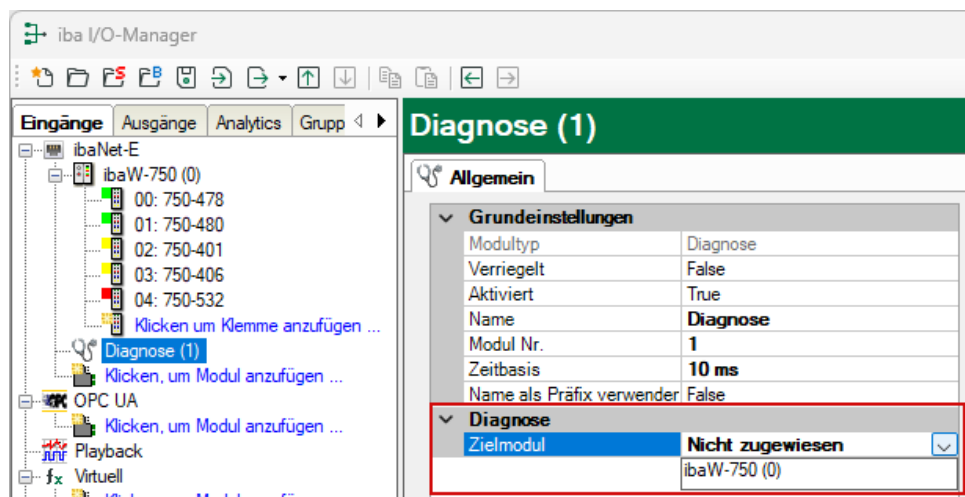 iba I/O-Manager
Eingänge Ausgänge Analytics Grupp
ibaNet-E
ibaW-750 (0)
00: 750-478
01: 750-480
02: 750-401
03: 750-406
04: 750-532
Klicken um Klemme anzufügen ...
Diagnose (1)
Klicken, um Modul anzufügen ...
OPC UA
Klicken, um Modul anzufügen ...
Playback
fx Virtuell
Diagnose (1)
Allgemein
Grundeinstellungen
Modultyp Diagnose
Verriegelt False
Aktiviert True
Name Diagnose
Modul Nr. 1
Zeitbasis 10 ms
Name als Präfix verwender False
Diagnose
Zielmodul Nicht zugewiesen
ibaW-750 (0)